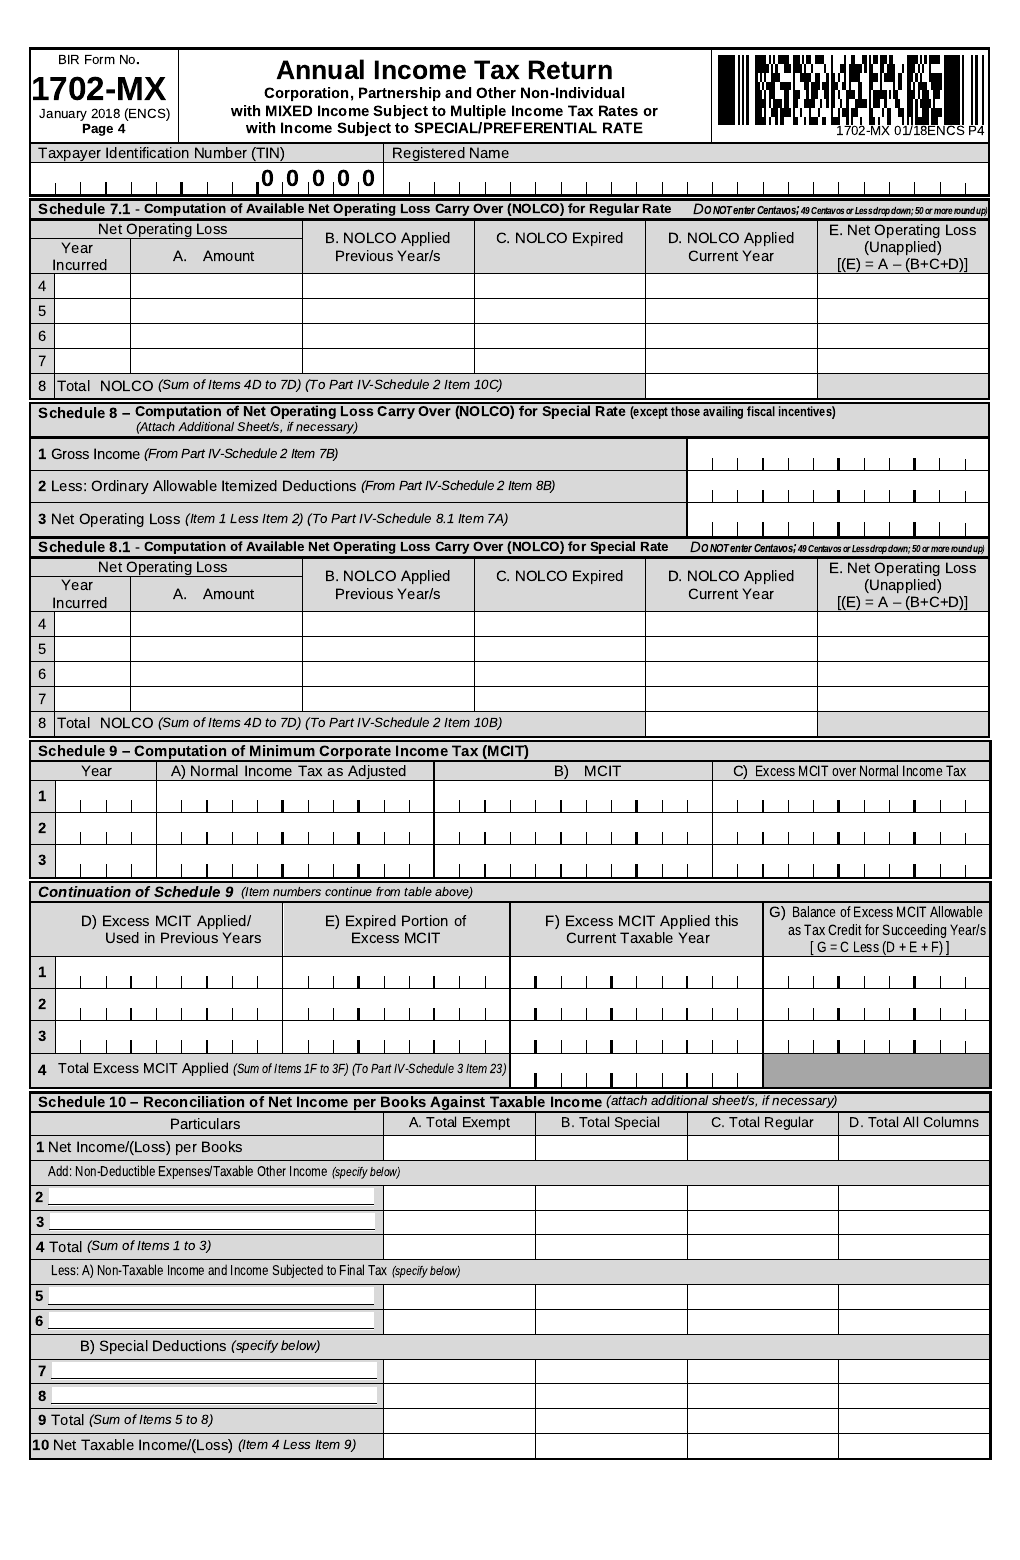 BIR Form No.
1702-MX
January 2018 (ENCS)
Page 4
Annual Income Tax Return
Corporation, Partnership and Other Non-Individual
with MIXED Income Subject to Multiple Income Tax Rates or
with Income Subject to SPECIAL/PREFERENTIAL RATE
1702-MX 01/18ENCS P4
Taxpayer Identification Number (TIN) Registered Name
0 0 0 0 0
Schedule 7.1 - Computation of Available Net Operating Loss Carry Over (NOLCO) for Regular Rate DO NOT enter Centavos; 49 Centavos or Less drop down; 50 or more round up)
Net Operating Loss
Year Incurred
A. Amount
B. NOLCO Applied Previous Year/s
C. NOLCO Expired
D. NOLCO Applied Current Year
E. Net Operating Loss (Unapplied) [(E) = A – (B+C+D)]
4
5
6
7
8 Total NOLCO (Sum of Items 4D to 7D) (To Part IV-Schedule 2 Item 10C)
Schedule 8 – Computation of Net Operating Loss Carry Over (NOLCO) for Special Rate (except those availing fiscal incentives)
(Attach Additional Sheet/s, if necessary)
1 Gross Income (From Part IV-Schedule 2 Item 7B)
2 Less: Ordinary Allowable Itemized Deductions (From Part IV-Schedule 2 Item 8B)
3 Net Operating Loss (Item 1 Less Item 2) (To Part IV-Schedule 8.1 Item 7A)
Schedule 8.1 - Computation of Available Net Operating Loss Carry Over (NOLCO) for Special Rate DO NOT enter Centavos; 49 Centavos or Less drop down; 50 or more round up)
Net Operating Loss
Year Incurred
A. Amount
B. NOLCO Applied Previous Year/s
C. NOLCO Expired
D. NOLCO Applied Current Year
E. Net Operating Loss (Unapplied) [(E) = A – (B+C+D)]
4
5
6
7
8 Total NOLCO (Sum of Items 4D to 7D) (To Part IV-Schedule 2 Item 10B)
Schedule 9 – Computation of Minimum Corporate Income Tax (MCIT)
Year A) Normal Income Tax as Adjusted B) MCIT C) Excess MCIT over Normal Income Tax
1
2
3
Continuation of Schedule 9 (Item numbers continue from table above)
D) Excess MCIT Applied/ Used in Previous Years
E) Expired Portion of Excess MCIT
F) Excess MCIT Applied this Current Taxable Year
G) Balance of Excess MCIT Allowable as Tax Credit for Succeeding Year/s [ G = C Less (D + E + F) ]
1
2
3
4 Total Excess MCIT Applied (Sum of Items 1F to 3F) (To Part IV-Schedule 3 Item 23)
Schedule 10 – Reconciliation of Net Income per Books Against Taxable Income (attach additional sheet/s, if necessary)
Particulars A. Total Exempt B. Total Special C. Total Regular D. Total All Columns
1 Net Income/(Loss) per Books
Add: Non-Deductible Expenses/Taxable Other Income (specify below)
2
3
4 Total (Sum of Items 1 to 3)
Less: A) Non-Taxable Income and Income Subjected to Final Tax (specify below)
5
6
B) Special Deductions (specify below)
7
8
9 Total (Sum of Items 5 to 8)
10 Net Taxable Income/(Loss) (Item 4 Less Item 9)